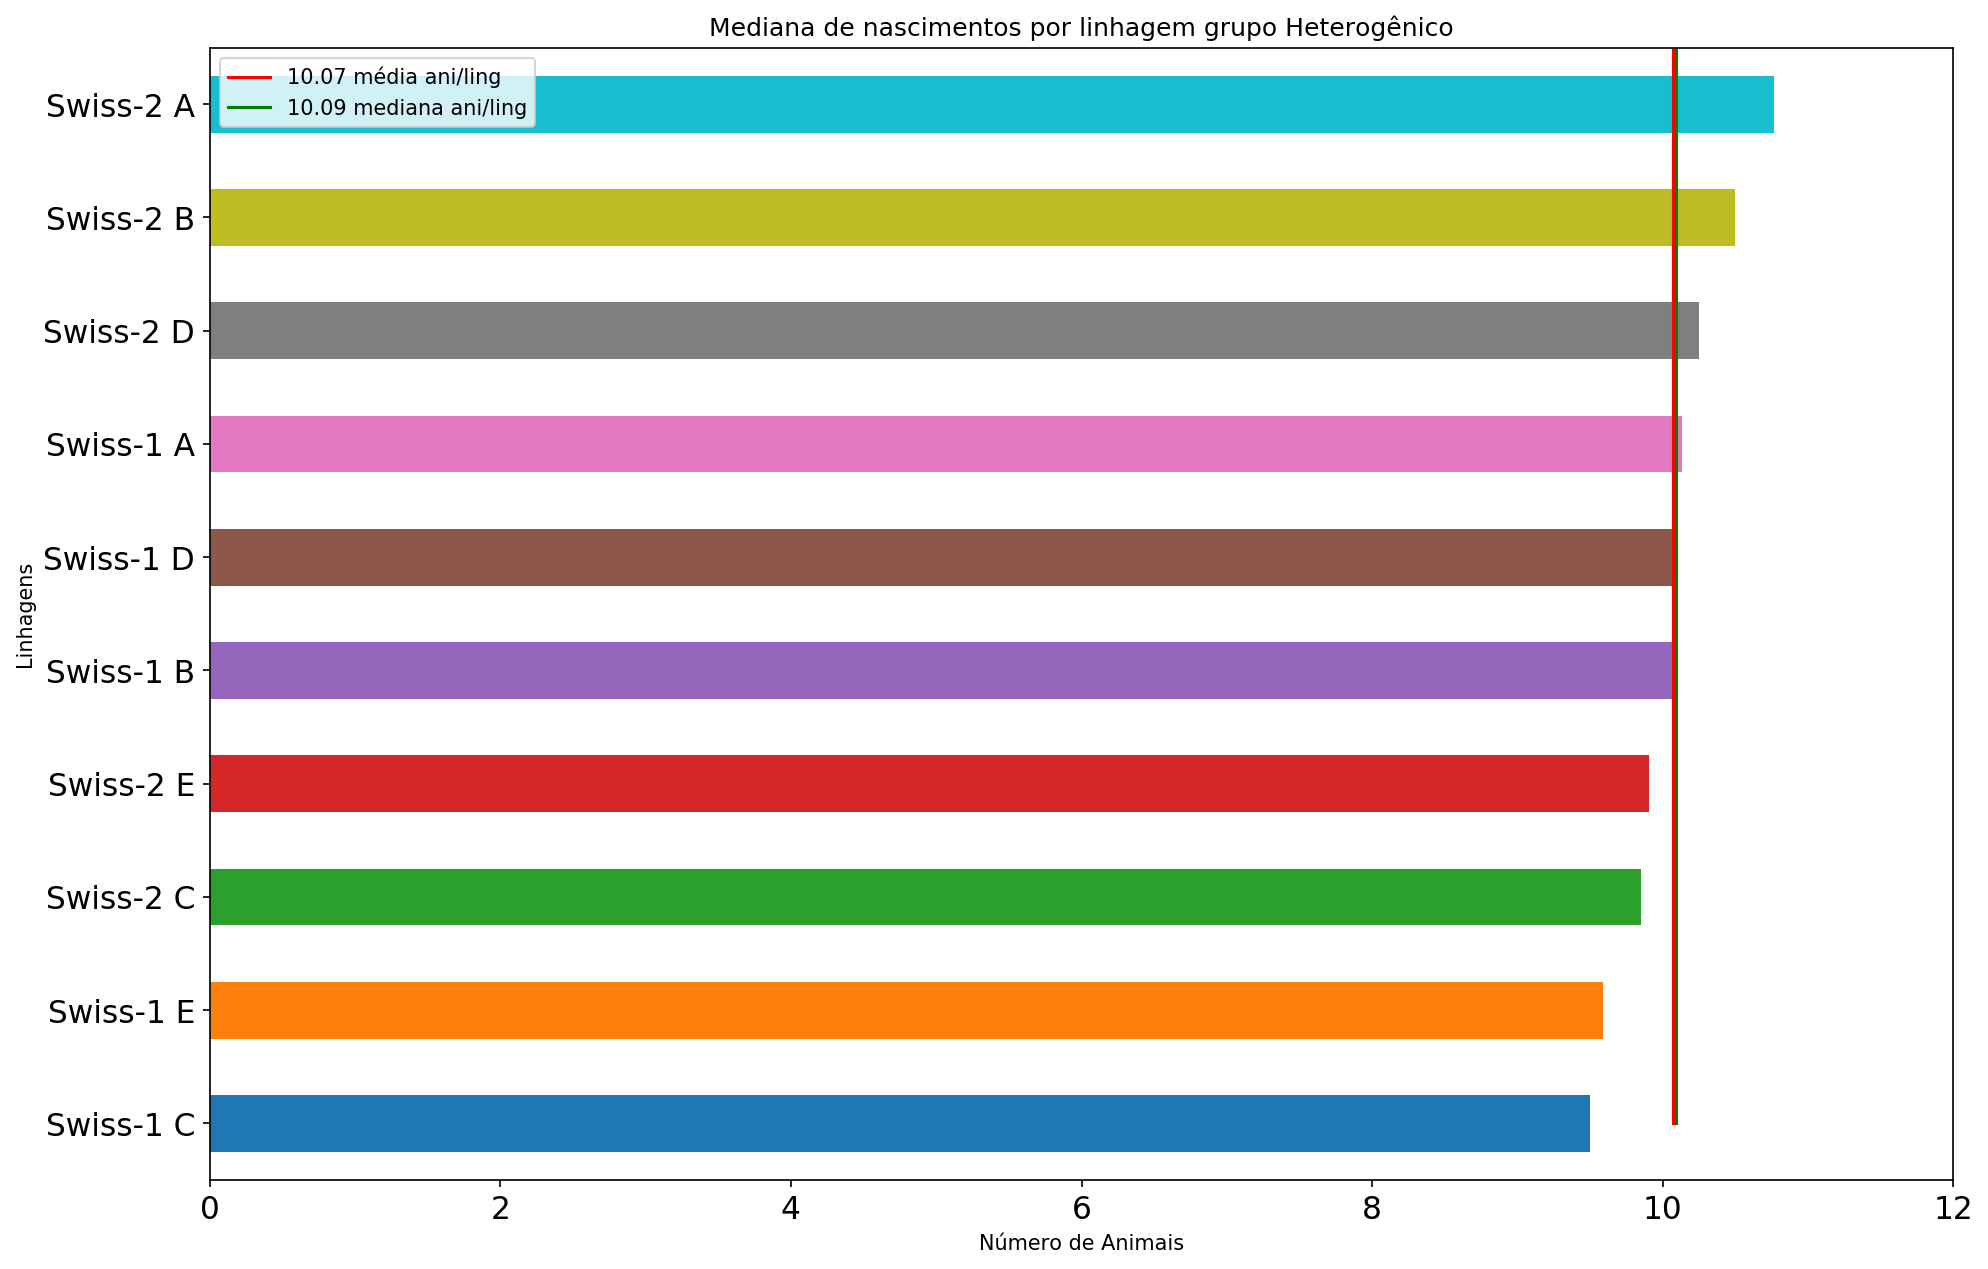 Mediana de nascimentos por linhagem grupo Heterogênico
10.07 média ani/ling
10.09 mediana ani/ling
Swiss-2 A
Swiss-2 B
Swiss-2 D
Swiss-1 A
Swiss-1 D
Swiss-1 B
Swiss-2 E
Swiss-2 C
Swiss-1 E
Swiss-1 C
Linhagens
0 2 4 6 8 10 12
Número de Animais